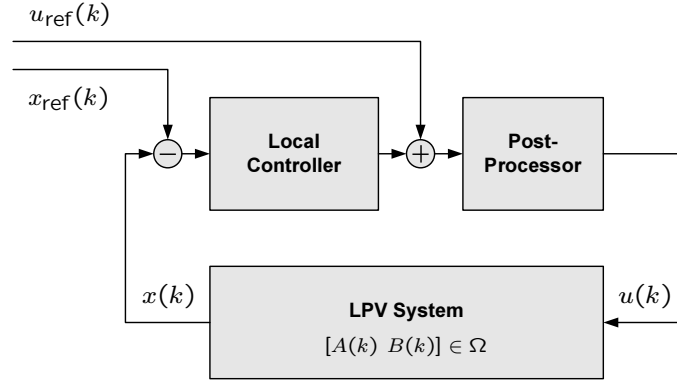 u_ref(k)
x_ref(k)
Local
Controller
Post-
Processor
−
+
x(k)
u(k)
LPV System
[A(k) B(k)] ∈ Ω